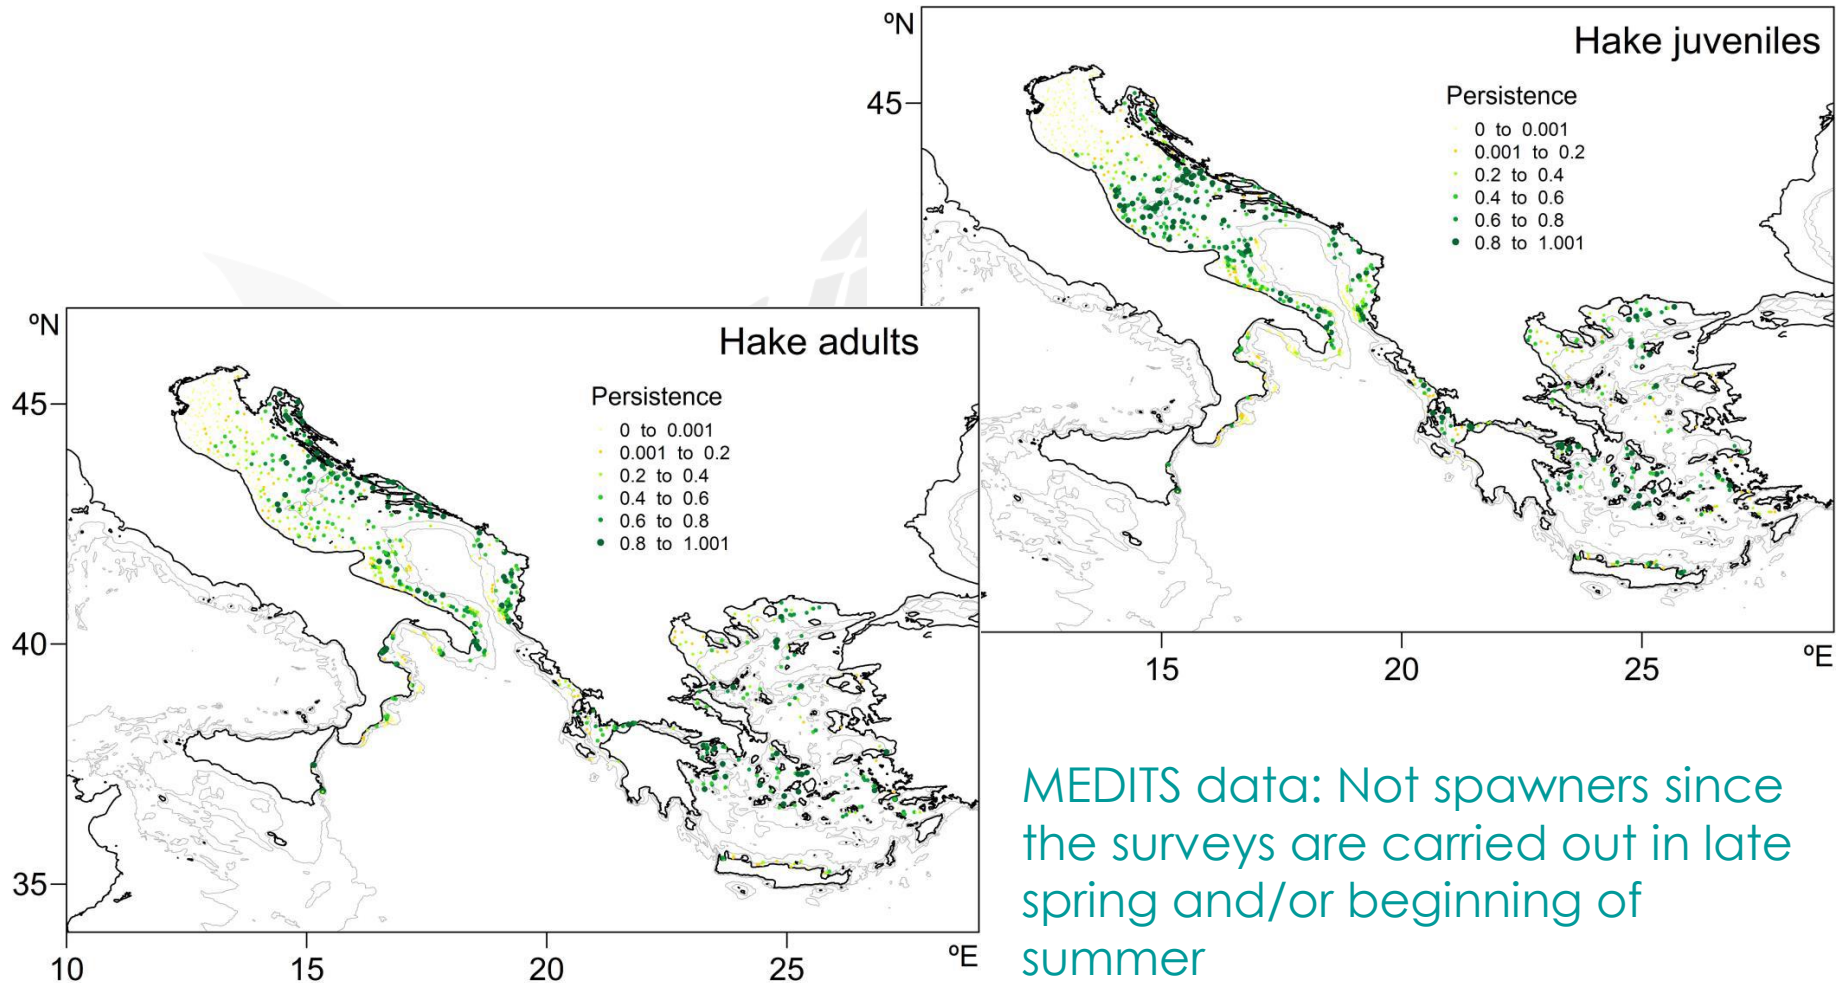 ºN
Hake juveniles
45
Persistence
0 to 0.001
0.001 to 0.2
0.2 to 0.4
0.4 to 0.6
0.6 to 0.8
0.8 to 1.001
15
20
25
ºE
ºN
Hake adults
45
40
35
Persistence
0 to 0.001
0.001 to 0.2
0.2 to 0.4
0.4 to 0.6
0.6 to 0.8
0.8 to 1.001
10
15
20
25
ºE
MEDITS data: Not spawners since
the surveys are carried out in late
spring and/or beginning of
summer